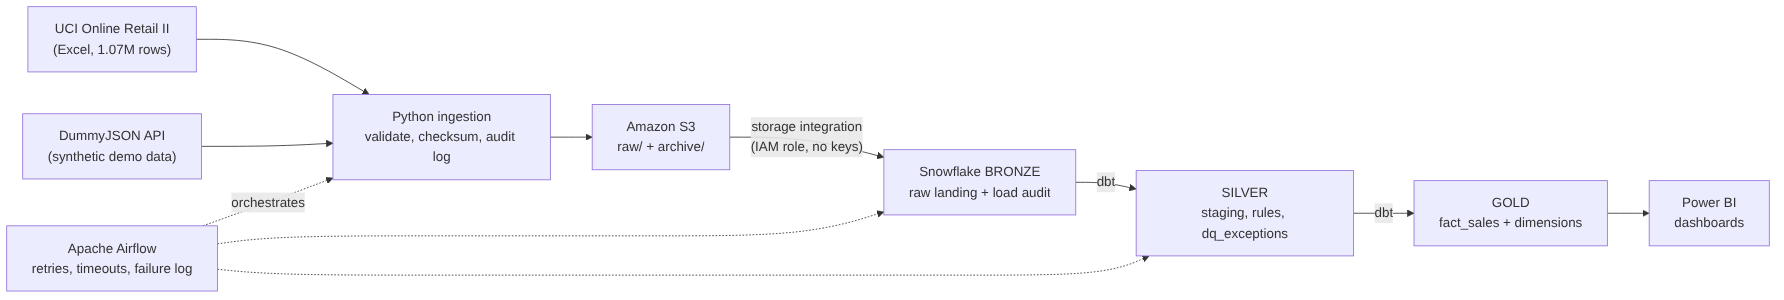 UCI Online Retail II
(Excel, 1.07M rows)
DummyJSON API
(synthetic demo data)
orchestrates
Apache Airflow
retries, timeouts, failure log
Python ingestion
validate, checksum, audit
log
Amazon S3
raw/ + archive/
storage integration
(IAM role, no keys)
Snowflake BRONZE
raw landing + load audit
dbt
SILVER
staging, rules,
dq_exceptions
dbt
GOLD
fact_sales + dimensions
Power BI
dashboards